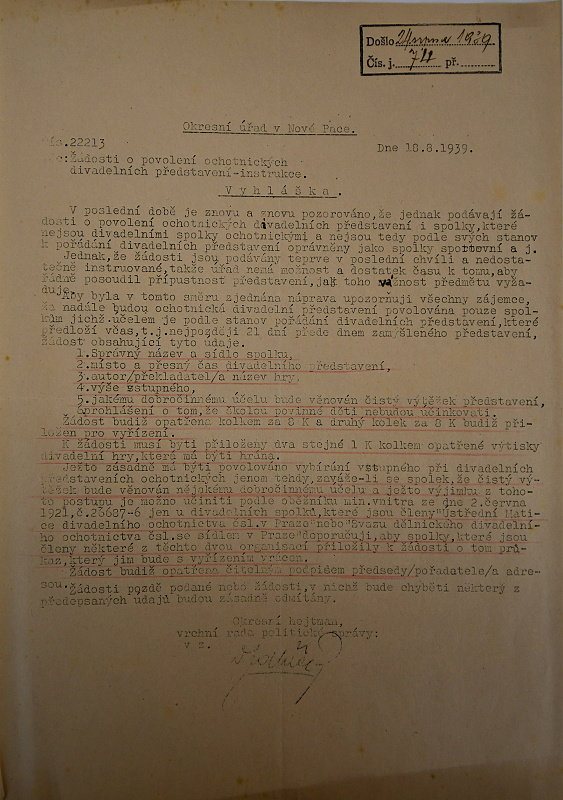 Došlo 24 srpna 1939
Čís. j. 74 př.
Okresní úřad v Nové Pace.
22213
Dne 18.8.1939.
:Žádosti o povolení ochotnických
divadelních představení-instrukce.
Vyhláška.
V poslední době je znovu a znovu pozorováno,že jednak podávají žá-
dosti o povolení ochotnických divadelních představení i spolky,které
nejsou divadelními spolky ochotnickými a nejsou tedy podle svých stanov
k pořádání divadelních představení oprávněny jako spolky sportovní a j.
Jednak,že žádosti jsou podávány teprve v poslední chvíli a nedosta-
tečně instruované,takže úřad nemá možnost a dostatek času k tomu,aby
řádně posoudil přípustnost představení,jak toho vážnost předmětu vyža-
duje.
Aby byla v tomto směru zjednána náprava upozornuji všechny zájemce,
že nadále budou ochotnická divadelní představení povolována pouze spol-
kům jichž účelem je podle stanov pořádání divadelních představení,které
předloží včas,t.j.nejpozději 21 dní přede dnem zamýšleného představení,
žádost obsahující tyto údaje.
1.Správný název a sídlo spolku,
2.místo a přesný čas divadelního představení,
3.autor/překladatel/a název hry,
4.výše vstupného,
5.jakému dobročinnému účelu bude věnován čistý výtěžek představení,
6.prohlášení o tom,že školou povinné děti nebudou účinkovati.
Žádost budiž opatřena kolkem za 8 K a druhý kolek za 8 K budiž při-
ložen pro vyřízení.
K žádosti musí býti přiloženy dva stejné 1 K kolkem opatřené výtisky
divadelní hry,která má býti hrána.
Ježto zásadně má býti povolováno vybírání vstupného při divadelních
představeních ochotnických jenom tehdy,zaváže-li se spolek,že čistý vý-
těžek bude věnován nějakému dobročinnému účelu a ježto výjimku z toho-
to postupu je možno učiniti podle oběžníku min.vnitra ze dne 2.června
1921,č.26687-6 jen u divadelních spolků,které jsou členy"Ústřední Mati-
ce divadelního ochotnictva čsl.v Praze"nebo"Svazu dělnického divadelní-
ho ochotnictva čsl.se sídlen v Praze"doporučuji,aby spolky,které jsou
členy některé z těchto dvou organisací přiložily k žádosti o tom prů-
kaz,který jim bude s vyřízením vrácen.
Žádost budiž opatřena čitelným podpisem předsedy/pořadatele/a adre-
sou.
Žádosti pozdě podané nebo žádosti,v nichž bude chyběti některý z
předepsaných údajů budou zásadně odmítány.
Okresní hejtman,
vrchní rada politické správy:
v z.